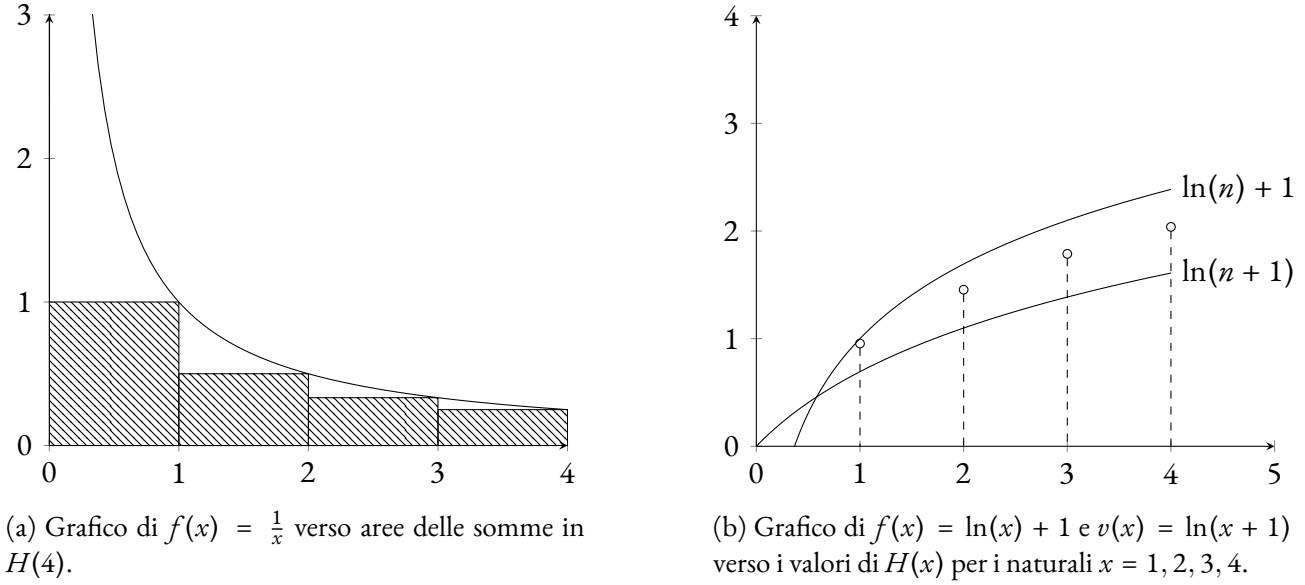 3
2
1
0
0 1 2 3 4
(a) Grafico di f(x) = 1/x verso aree delle somme in
H(4).
4
3
2
1
0
0 1 2 3 4 5
ln(n) + 1
ln(n + 1)
(b) Grafico di f(x) = ln(x) + 1 e v(x) = ln(x + 1)
verso i valori di H(x) per i naturali x = 1, 2, 3, 4.